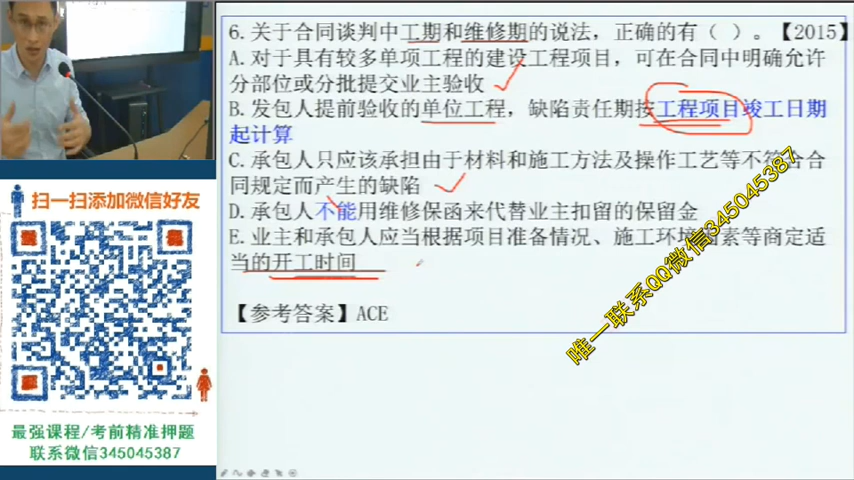 6.关于合同谈判中工期和维修期的说法，正确的有（ ）。【2015】
A.对于具有较多单项工程的建设工程项目，可在合同中明确允许
分部位或分批提交业主验收
B.发包人提前验收的单位工程，缺陷责任期按工程项目竣工日期
起计算
C.承包人只应该承担由于材料和施工方法及操作工艺等不符合合
同规定而产生的缺陷
D.承包人不能用维修保函来代替业主扣留的保留金
E.业主和承包人应当根据项目准备情况、施工环境因素等商定适
当的开工时间
【参考答案】ACE
扫一扫添加微信好友
最强课程/考前精准押题
联系微信345045387
唯一联系QQ微信345045387